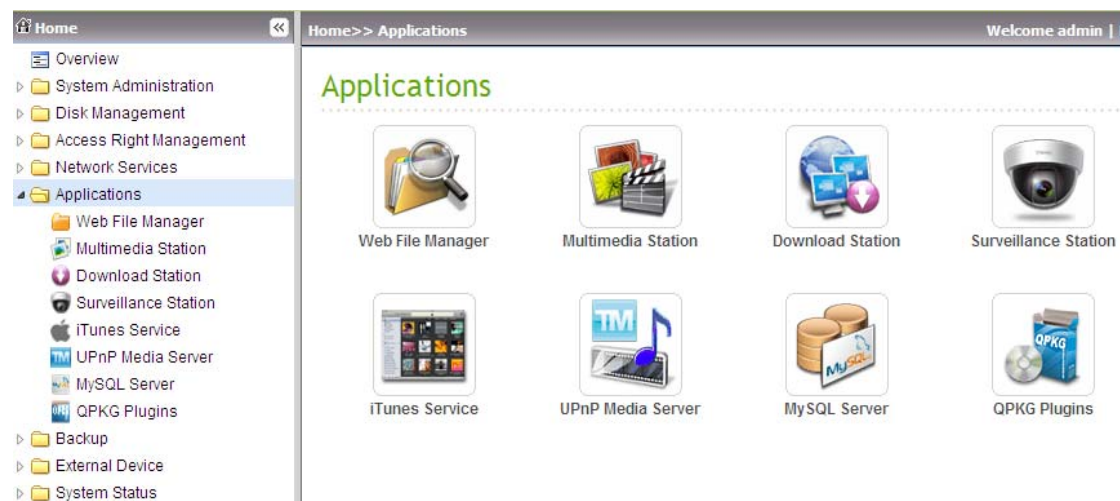 Home
Home>> Applications
Welcome admin |
Overview
System Administration
Disk Management
Access Right Management
Network Services
Applications
Web File Manager
Multimedia Station
Download Station
Surveillance Station
iTunes Service
UPnP Media Server
MySQL Server
QPKG Plugins
Backup
External Device
System Status
Applications
Web File Manager
Multimedia Station
Download Station
Surveillance Station
TM
MySQL
QPKG
iTunes Service
UPnP Media Server
MySQL Server
QPKG Plugins